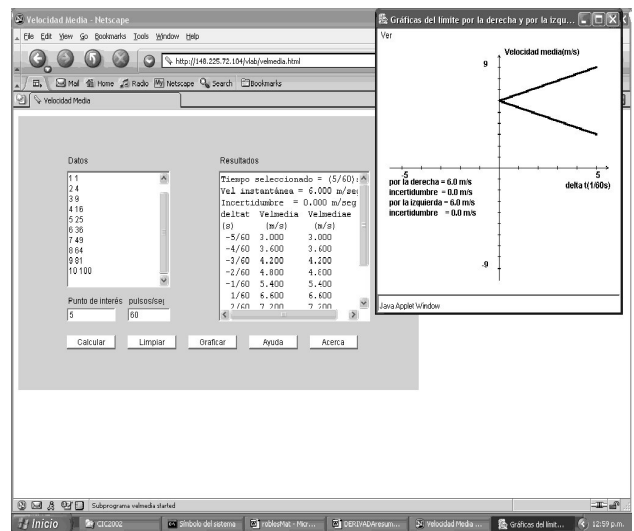 Velocidad Media - Netscape
File Edit View Go Bookmarks Tools Window Help
http://148.225.72.104/vlab/velmedia.html
Mail Home Radio Netscape Search Bookmarks
Velocidad Media
Datos
1 1
2 4
3 9
4 16
5 25
6 36
7 49
8 64
9 81
10 100
Punto de interés pulsos/seg
5 60
Resultados
Tiempo seleccionado = (5/60)
Vel instantánea = 6.000 m/seg
Incertidumbre = 0.000 m/seg
deltat Velmedia Velmediae
(s) (m/s) (m/s)
-5/60 3.000 3.000
-4/60 3.600 3.600
-3/60 4.200 4.200
-2/60 4.800 4.800
-1/60 5.400 5.400
1/60 6.600 6.600
2/60 7.200 7.200
Calcular Limpiar Graficar Ayuda Acerca
Gráficas del límite por la derecha y por la izqu...
Ver
Velocidad media(m/s)
9
-5
5
delta t(1/60s)
por la derecha = 6.0 m/s
incertidumbre = 0.0 m/s
por la izquierda = 6.0 m/s
incertidumbre = 0.0 m/s
-9
Java Applet Window
Subprograma velmedia started
Inicio CIC2002 Símbolo del sistema roblesMat - Micr... DERIVADAresum... Velocidad Media ... Gráficas del límit... 12:59 p.m.